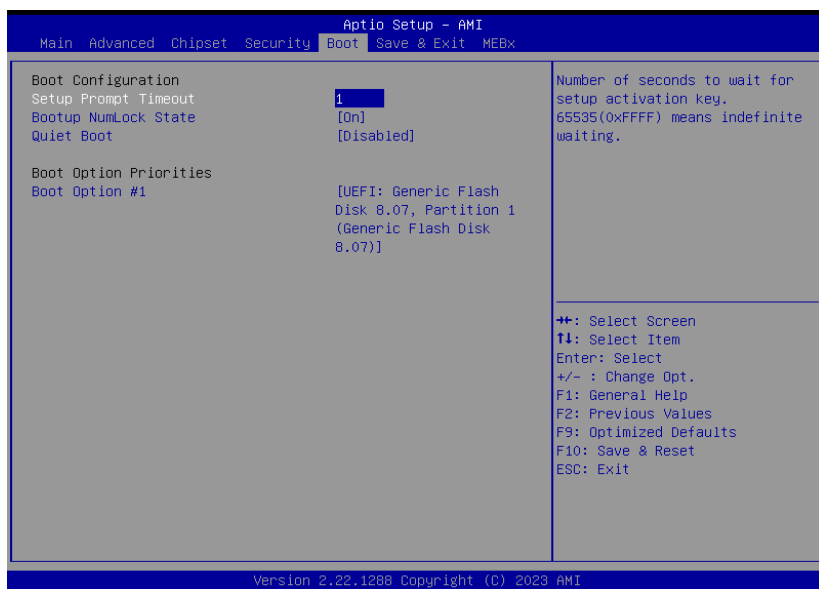 Aptio Setup – AMI
Main Advanced Chipset Security Boot Save & Exit MEBx
Boot Configuration
Setup Prompt Timeout 1
Bootup NumLock State [On]
Quiet Boot [Disabled]
Boot Option Priorities
Boot Option #1 [UEFI: Generic Flash
Disk 8.07, Partition 1
(Generic Flash Disk
8.07)]
Number of seconds to wait for
setup activation key.
65535(0xFFFF) means indefinite
waiting.
→←: Select Screen
↑↓: Select Item
Enter: Select
+/- : Change Opt.
F1: General Help
F2: Previous Values
F9: Optimized Defaults
F10: Save & Reset
ESC: Exit
Version 2.22.1288 Copyright (C) 2023 AMI